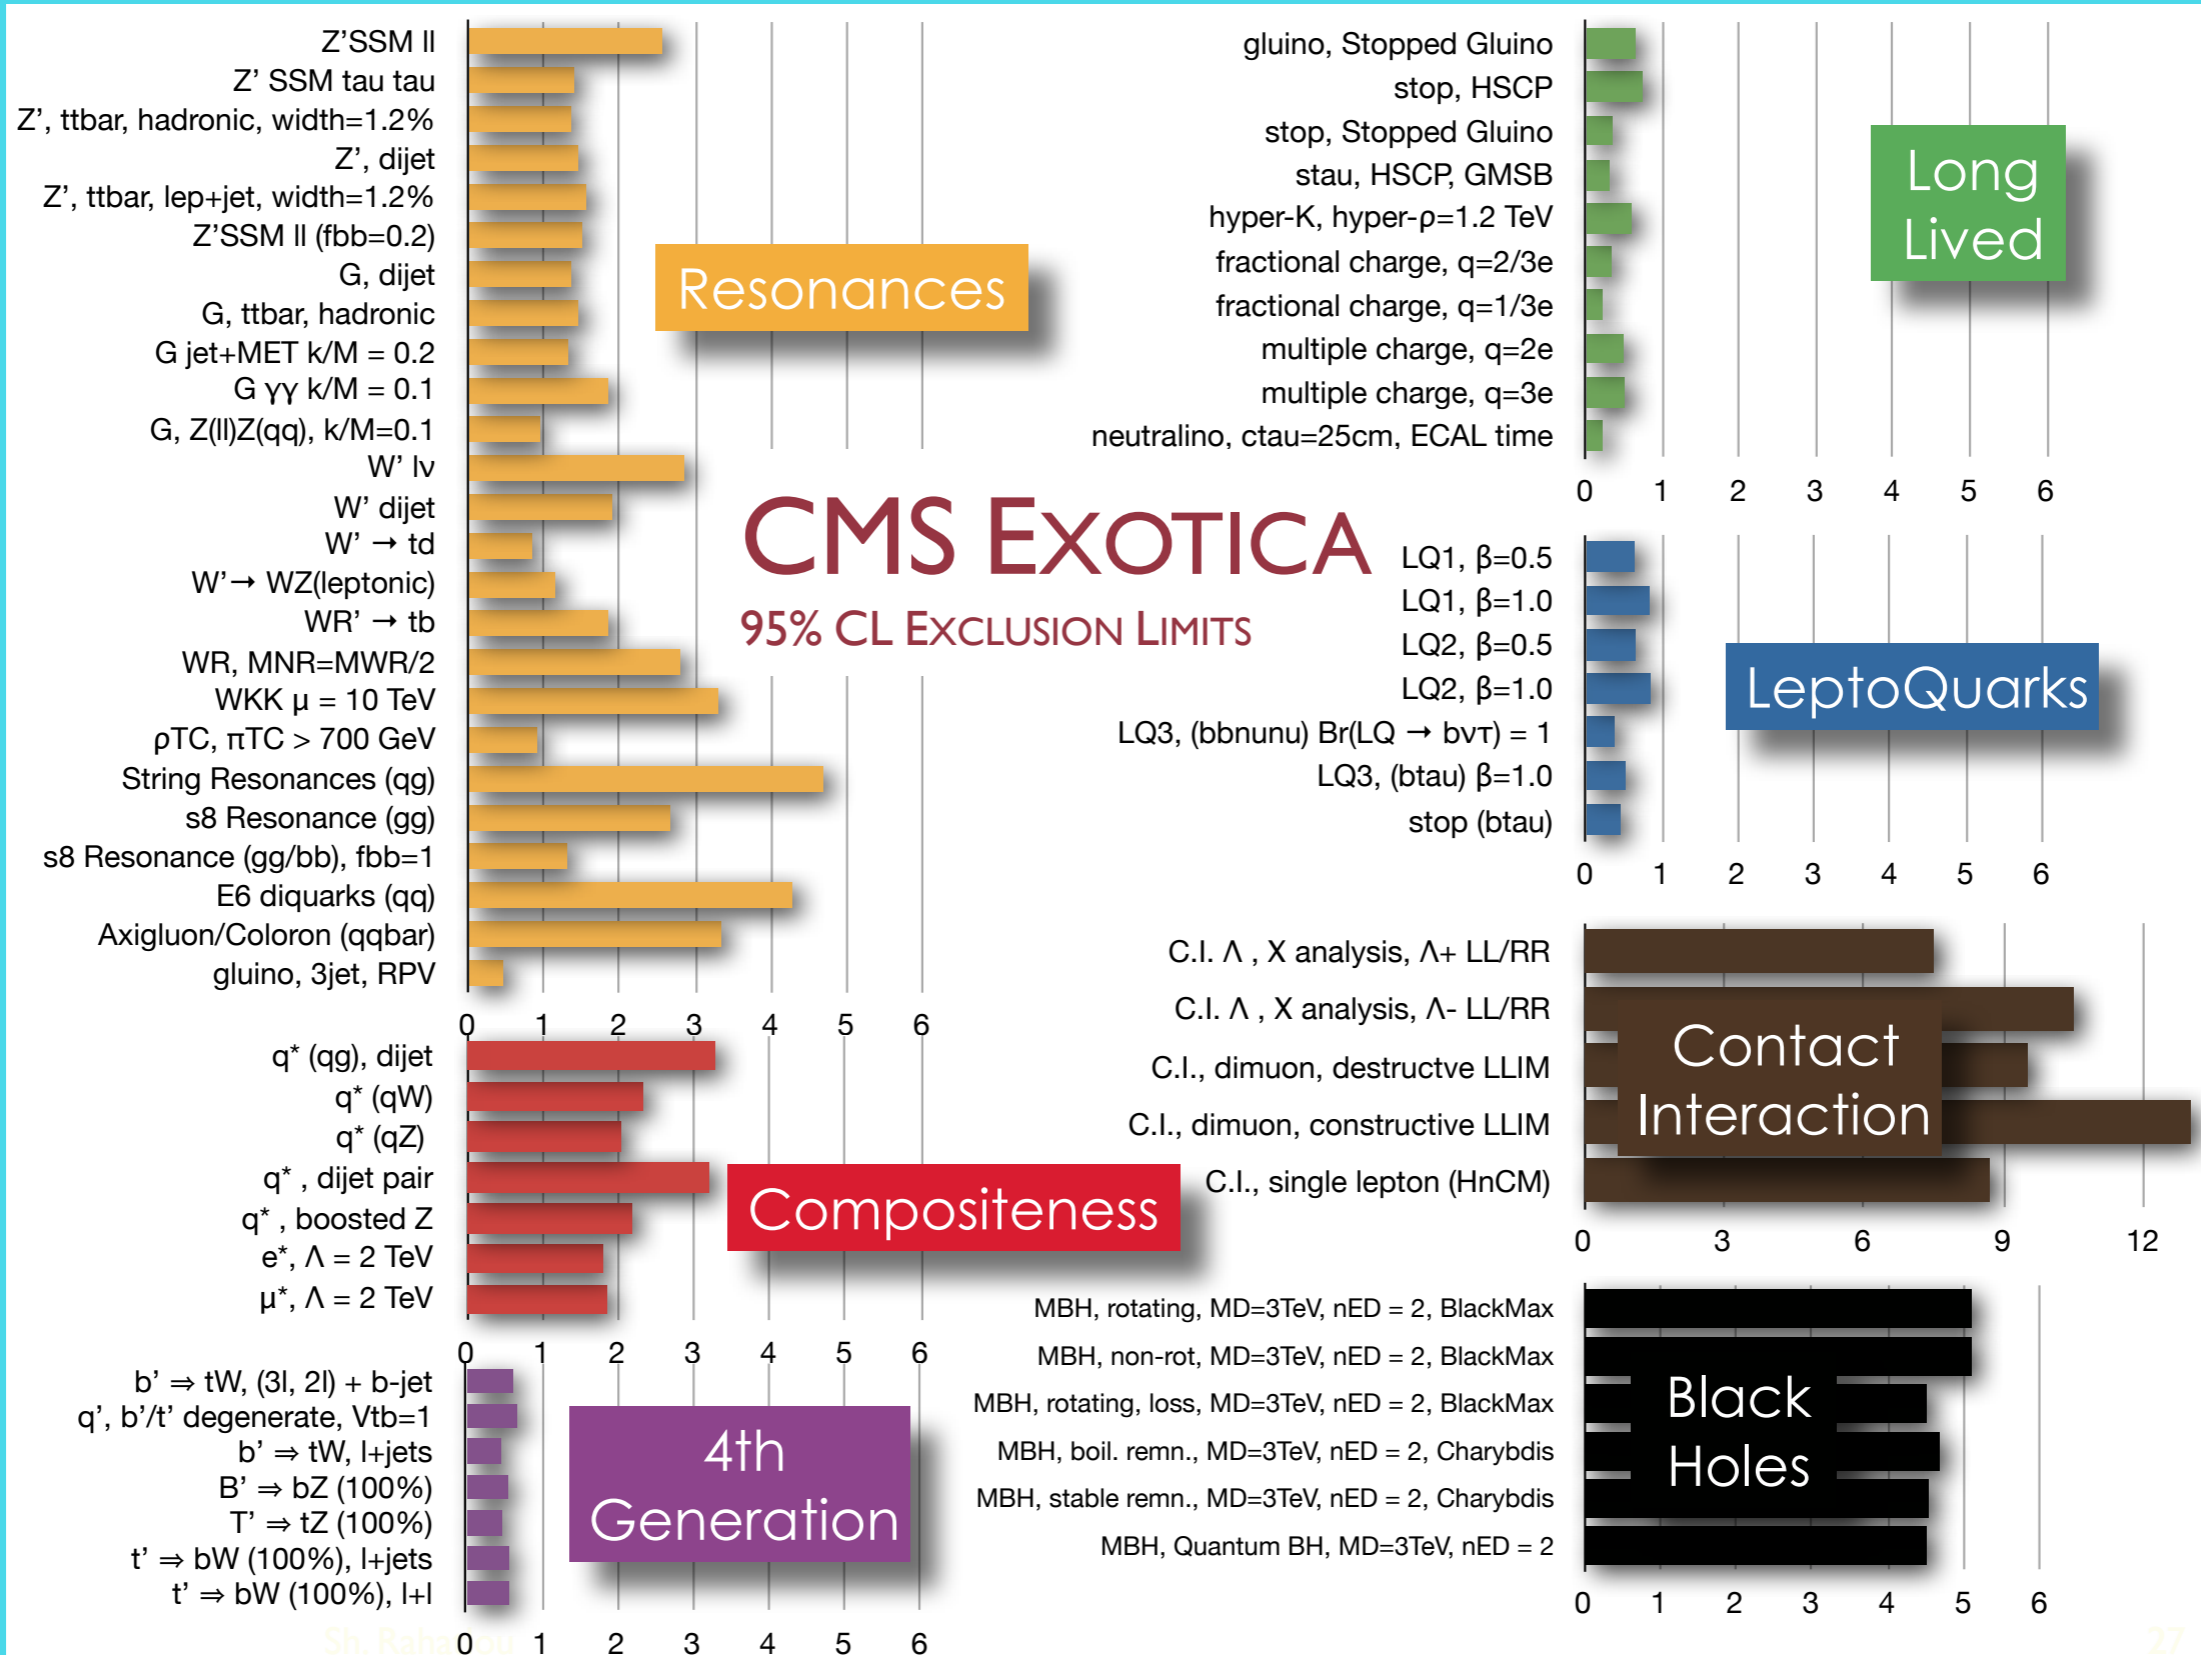 Z'SSM ll
Z' SSM tau tau
Z', ttbar, hadronic, width=1.2%
Z', dijet
Z', ttbar, lep+jet, width=1.2%
Z'SSM ll (fbb=0.2)
G, dijet
G, ttbar, hadronic
G jet+MET k/M = 0.2
G γγ k/M = 0.1
G, Z(ll)Z(qq), k/M=0.1
W' lν
W' dijet
W' → td
W'→ WZ(leptonic)
WR' → tb
WR, MNR=MWR/2
WKK μ = 10 TeV
ρTC, πTC > 700 GeV
String Resonances (qg)
s8 Resonance (gg)
s8 Resonance (gg/bb), fbb=1
E6 diquarks (qq)
Axigluon/Coloron (qqbar)
gluino, 3jet, RPV
0 1 2 3 4 5 6
Resonances
CMS EXOTICA
95% CL EXCLUSION LIMITS
q* (qg), dijet
q* (qW)
q* (qZ)
q* , dijet pair
q* , boosted Z
e*, Λ = 2 TeV
μ*, Λ = 2 TeV
0 1 2 3 4 5 6
Compositeness
b' ⇒ tW, (3l, 2l) + b-jet
q', b'/t' degenerate, Vtb=1
b' ⇒ tW, l+jets
B' ⇒ bZ (100%)
T' ⇒ tZ (100%)
t' ⇒ bW (100%), l+jets
t' ⇒ bW (100%), l+l
0 1 2 3 4 5 6
4th
Generation
gluino, Stopped Gluino
stop, HSCP
stop, Stopped Gluino
stau, HSCP, GMSB
hyper-K, hyper-ρ=1.2 TeV
fractional charge, q=2/3e
fractional charge, q=1/3e
multiple charge, q=2e
multiple charge, q=3e
neutralino, ctau=25cm, ECAL time
0 1 2 3 4 5 6
Long
Lived
LQ1, β=0.5
LQ1, β=1.0
LQ2, β=0.5
LQ2, β=1.0
LQ3, (bbnunu) Br(LQ → bντ) = 1
LQ3, (btau) β=1.0
stop (btau)
0 1 2 3 4 5 6
LeptoQuarks
C.I. Λ , X analysis, Λ+ LL/RR
C.I. Λ , X analysis, Λ- LL/RR
C.I., dimuon, destructve LLIM
C.I., dimuon, constructive LLIM
C.I., single lepton (HnCM)
0 3 6 9 12
Contact
Interaction
MBH, rotating, MD=3TeV, nED = 2, BlackMax
MBH, non-rot, MD=3TeV, nED = 2, BlackMax
MBH, rotating, loss, MD=3TeV, nED = 2, BlackMax
MBH, boil. remn., MD=3TeV, nED = 2, Charybdis
MBH, stable remn., MD=3TeV, nED = 2, Charybdis
MBH, Quantum BH, MD=3TeV, nED = 2
0 1 2 3 4 5 6
Black
Holes
Sh.
27